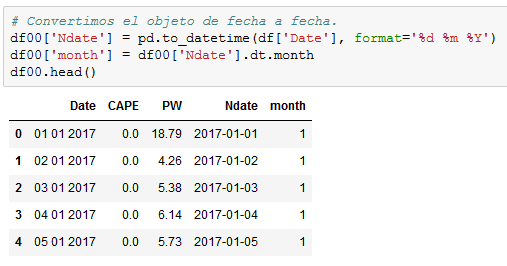 # Convertimos el objeto de fecha a fecha.
df00['Ndate'] = pd.to_datetime(df['Date'], format='%d %m %Y')
df00['month'] = df00['Ndate'].dt.month
df00.head()
Date CAPE PW Ndate month
0 01 01 2017 0.0 18.79 2017-01-01 1
1 02 01 2017 0.0 4.26 2017-01-02 1
2 03 01 2017 0.0 5.38 2017-01-03 1
3 04 01 2017 0.0 6.14 2017-01-04 1
4 05 01 2017 0.0 5.73 2017-01-05 1